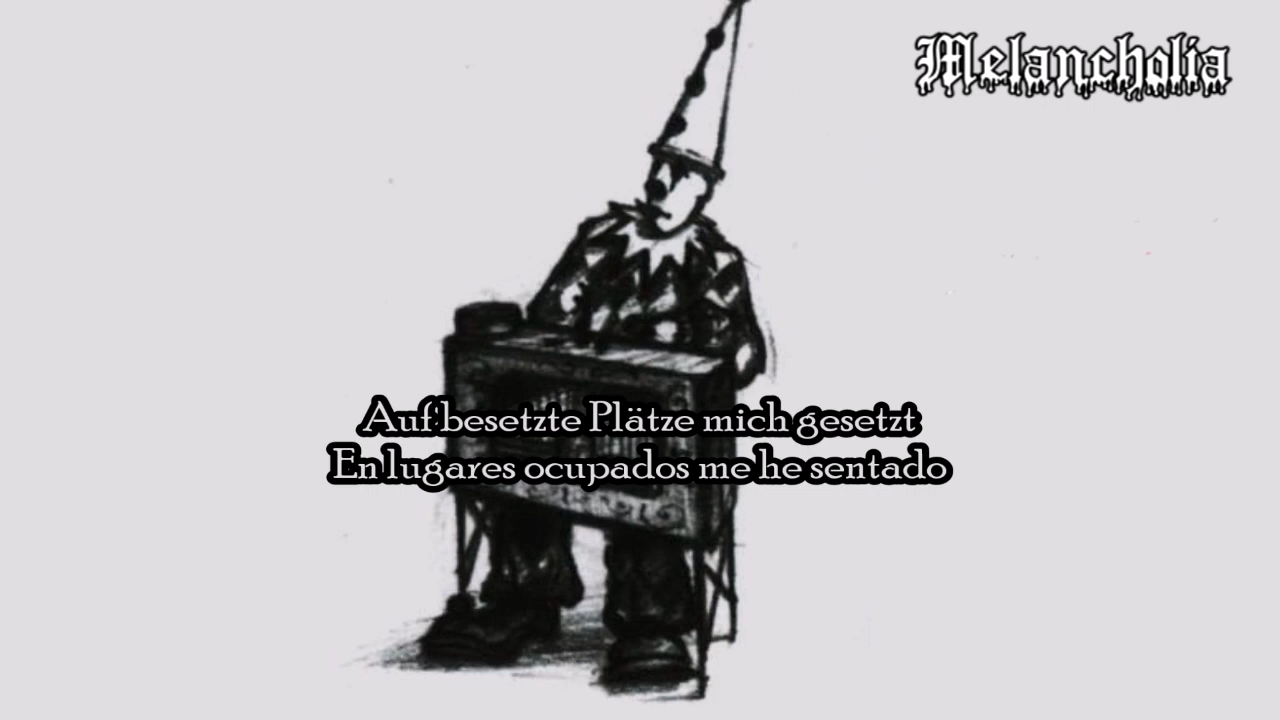 Melancholia
Auf besetzte Plätze mich gesetzt
En lugares ocupados me he sentado